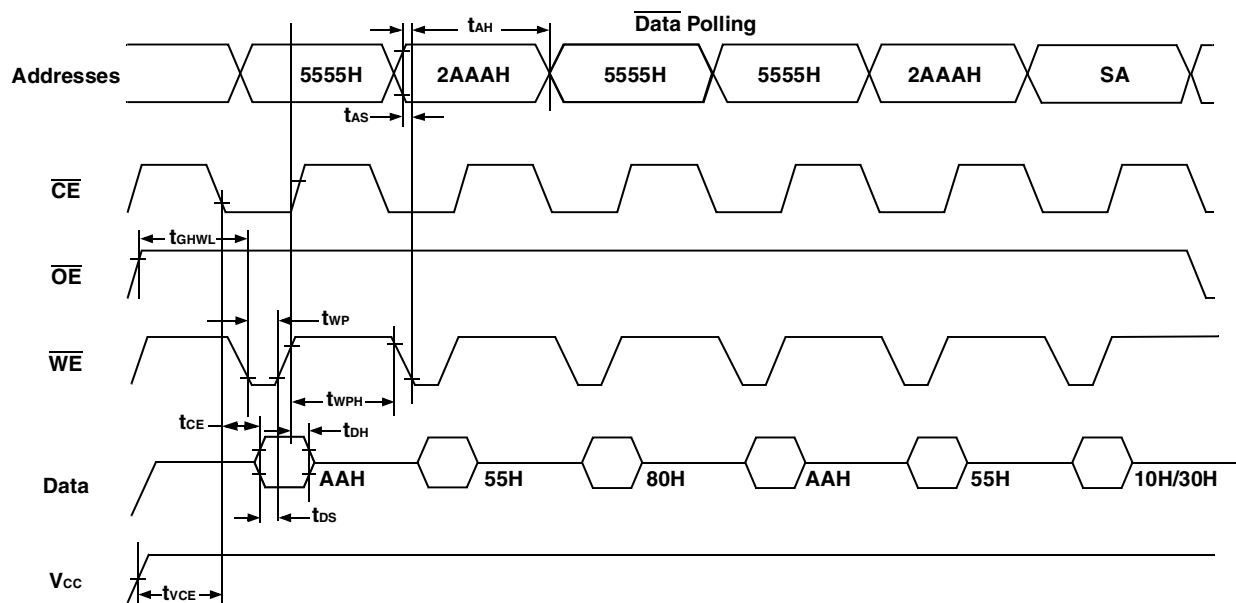 tAH
Data Polling
Addresses
5555H
2AAAH
5555H
5555H
2AAAH
SA
tAS
CE
tGHWL
OE
tWP
WE
tWPH
tCE
tDH
Data
AAH
55H
80H
AAH
55H
10H/30H
tDS
VCC
tVCE